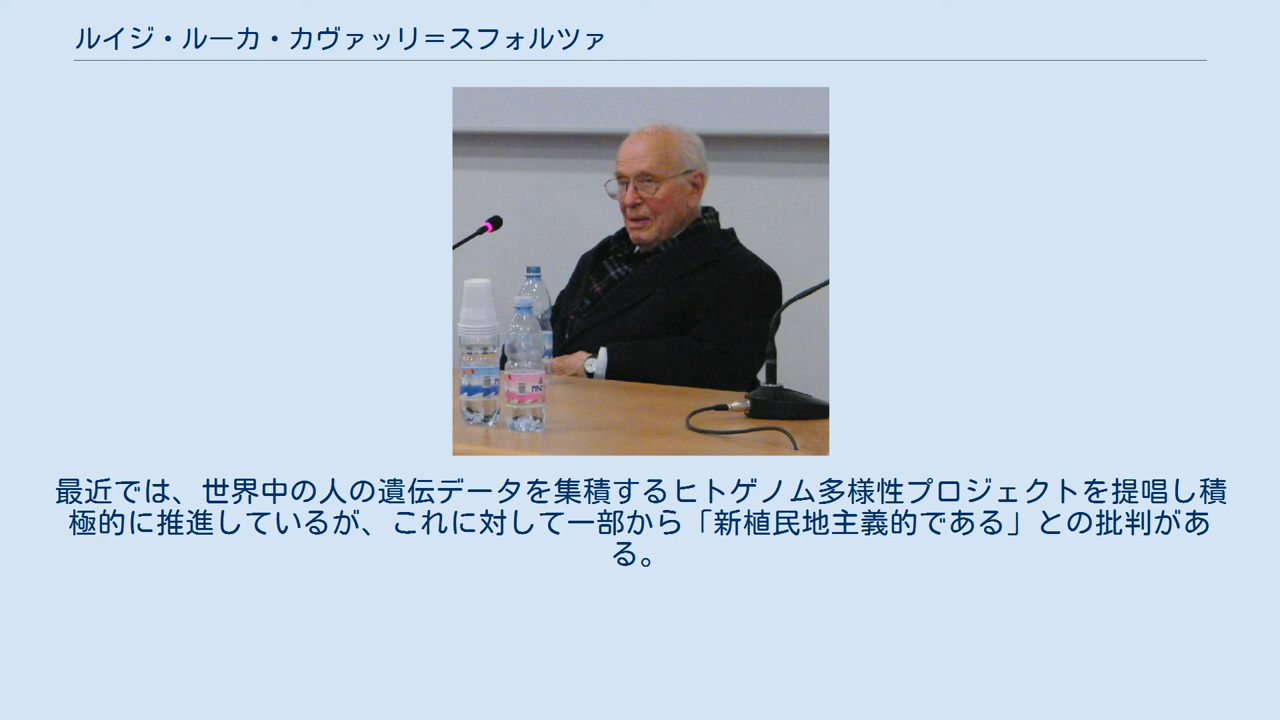 ルイジ・ルーカ・カヴァッリ＝スフォルツァ
最近では、世界中の人の遺伝データを集積するヒトゲノム多様性プロジェクトを提唱し積
極的に推進しているが、これに対して一部から「新植民地主義的である」との批判があ
る。